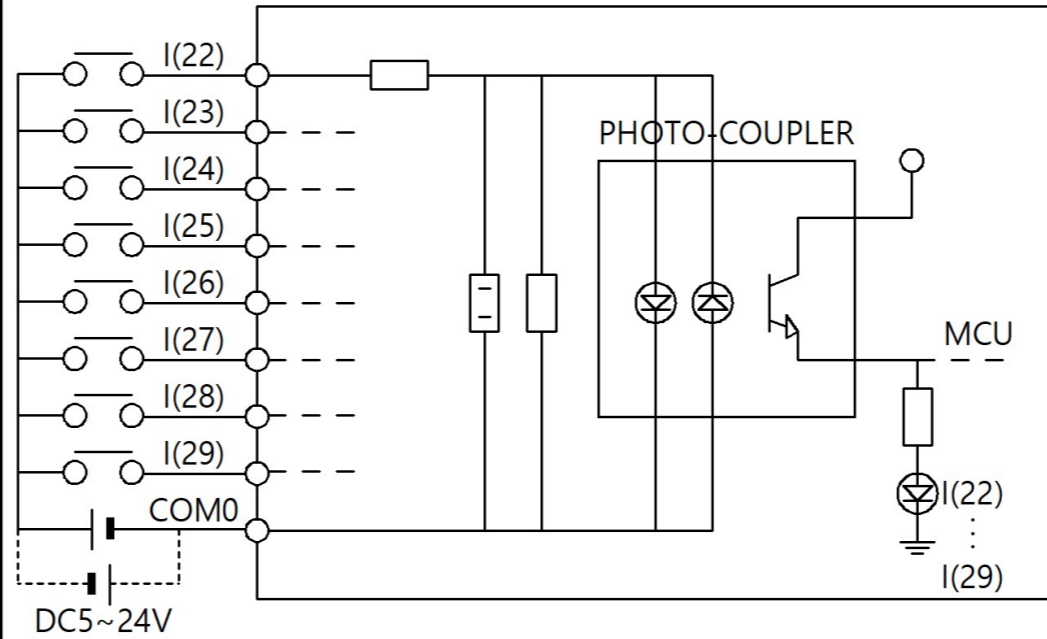 I(22)
I(23)
I(24)
I(25)
I(26)
I(27)
I(28)
I(29)
COM0
DC5~24V
PHOTO-COUPLER
MCU
I(22)
⋮
I(29)